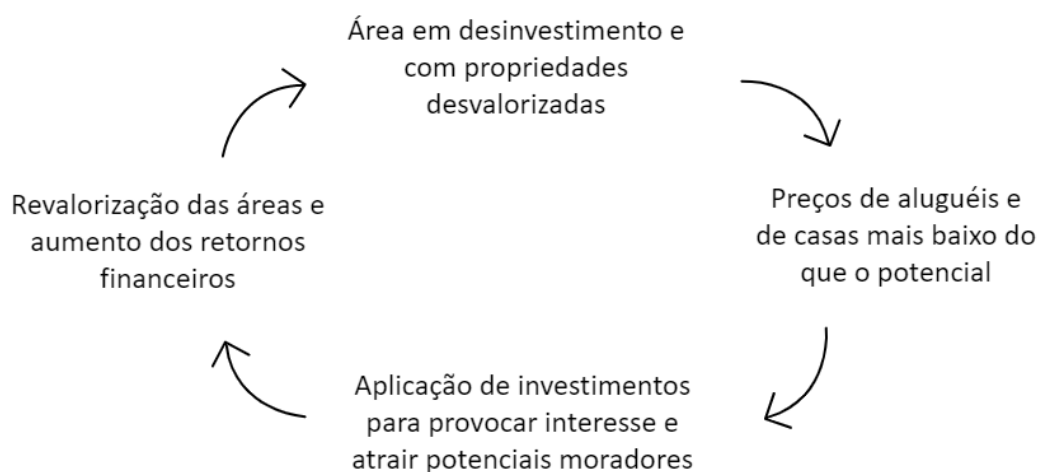 Área em desinvestimento e
com propriedades
desvalorizadas
Preços de aluguéis e
de casas mais baixo do
que o potencial
Aplicação de investimentos
para provocar interesse e
atrair potenciais moradores
Revalorização das áreas e
aumento dos retornos
financeiros